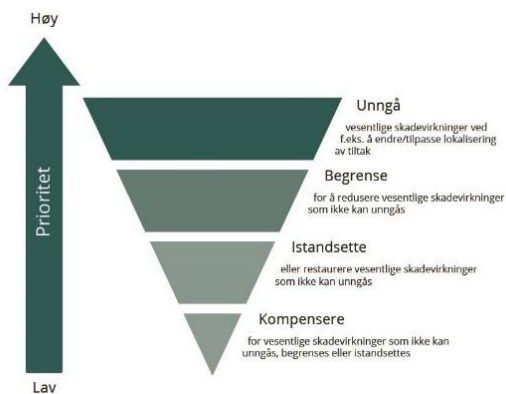 Høy
Prioritet
Lav
Unngå
vesentlige skadevirkninger ved
f.eks. å endre/tilpasse lokalisering
av tiltak
Begrense
for å redusere vesentlige skadevirkninger
som ikke kan unngås
Istandsette
eller restaurere vesentlige skadevirkninger
som ikke kan unngås
Kompensere
for vesentlige skadevirkninger som ikke kan
unngås, begrenses eller istandsettes